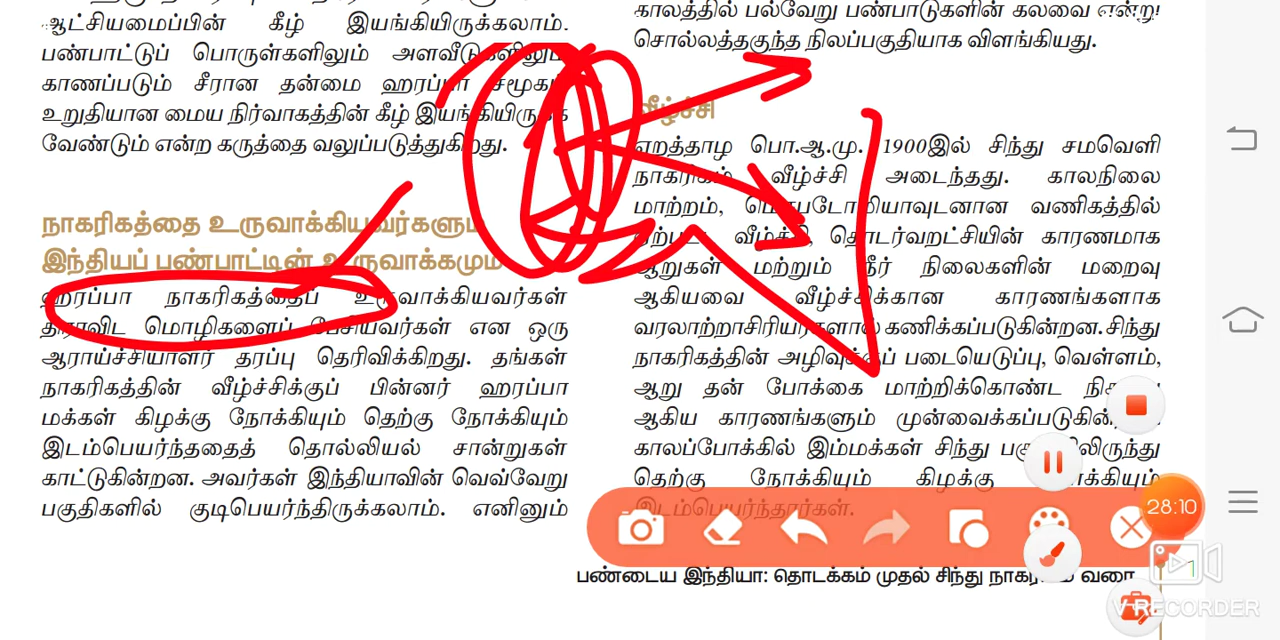 ஆட்சியமைப்பின் கீழ் இயங்கியிருக்கலாம்.
பண்பாட்டுப் பொருள்களிலும் அளவீடுகளிலும்
காணப்படும் சீரான தன்மை ஹரப்பா சமூகம்
உறுதியான மைய நிர்வாகத்தின் கீழ் இயங்கியிருக்க
வேண்டும் என்ற கருத்தை வலுப்படுத்துகிறது.
நாகரிகத்தை உருவாக்கியவர்களும்
இந்தியப் பண்பாட்டின் உருவாக்கமும்
ஹரப்பா நாகரிகத்தைப் உருவாக்கியவர்கள்
திராவிட மொழிகளைப் பேசியவர்கள் என ஒரு
ஆராய்ச்சியாளர் தரப்பு தெரிவிக்கிறது. தங்கள்
நாகரிகத்தின் வீழ்ச்சிக்குப் பின்னர் ஹரப்பா
மக்கள் கிழக்கு நோக்கியும் தெற்கு நோக்கியும்
இடம்பெயர்ந்ததைத் தொல்லியல் சான்றுகள்
காட்டுகின்றன. அவர்கள் இந்தியாவின் வெவ்வேறு
பகுதிகளில் குடிபெயர்ந்திருக்கலாம். எனினும்
காலத்தில் பல்வேறு பண்பாடுகளின் கலவை என்று
சொல்லத்தகுந்த நிலப்பகுதியாக விளங்கியது.
வீழ்ச்சி
ஏறத்தாழ பொ.ஆ.மு. 1900இல் சிந்து சமவெளி
நாகரிகம் வீழ்ச்சி அடைந்தது. காலநிலை
மாற்றம், மெசபடோமியாவுடனான வணிகத்தில்
ஏற்பட்ட வீழ்ச்சி, தொடர்வறட்சியின் காரணமாக
ஆறுகள் மற்றும் நீர் நிலைகளின் மறைவு
ஆகியவை வீழ்ச்சிக்கான காரணங்களாக
வரலாற்றாசிரியர்களால் கணிக்கப்படுகின்றன. சிந்து
நாகரிகத்தின் அழிவுக்குப் படையெடுப்பு, வெள்ளம்,
ஆறு தன் போக்கை மாற்றிக்கொண்ட
ஆகிய காரணங்களும்
காலப்போக்கில் இம்மக்கள் சிந்து
தெற்கு நோக்கியும் கிழக்கு நோக்கியும்
இடம்பெயர்ந்தார்கள்.
28:10
பண்டைய இந்தியா: தொடக்கம் முதல் சிந்து நாகரிகம் வரை
V RECORDER